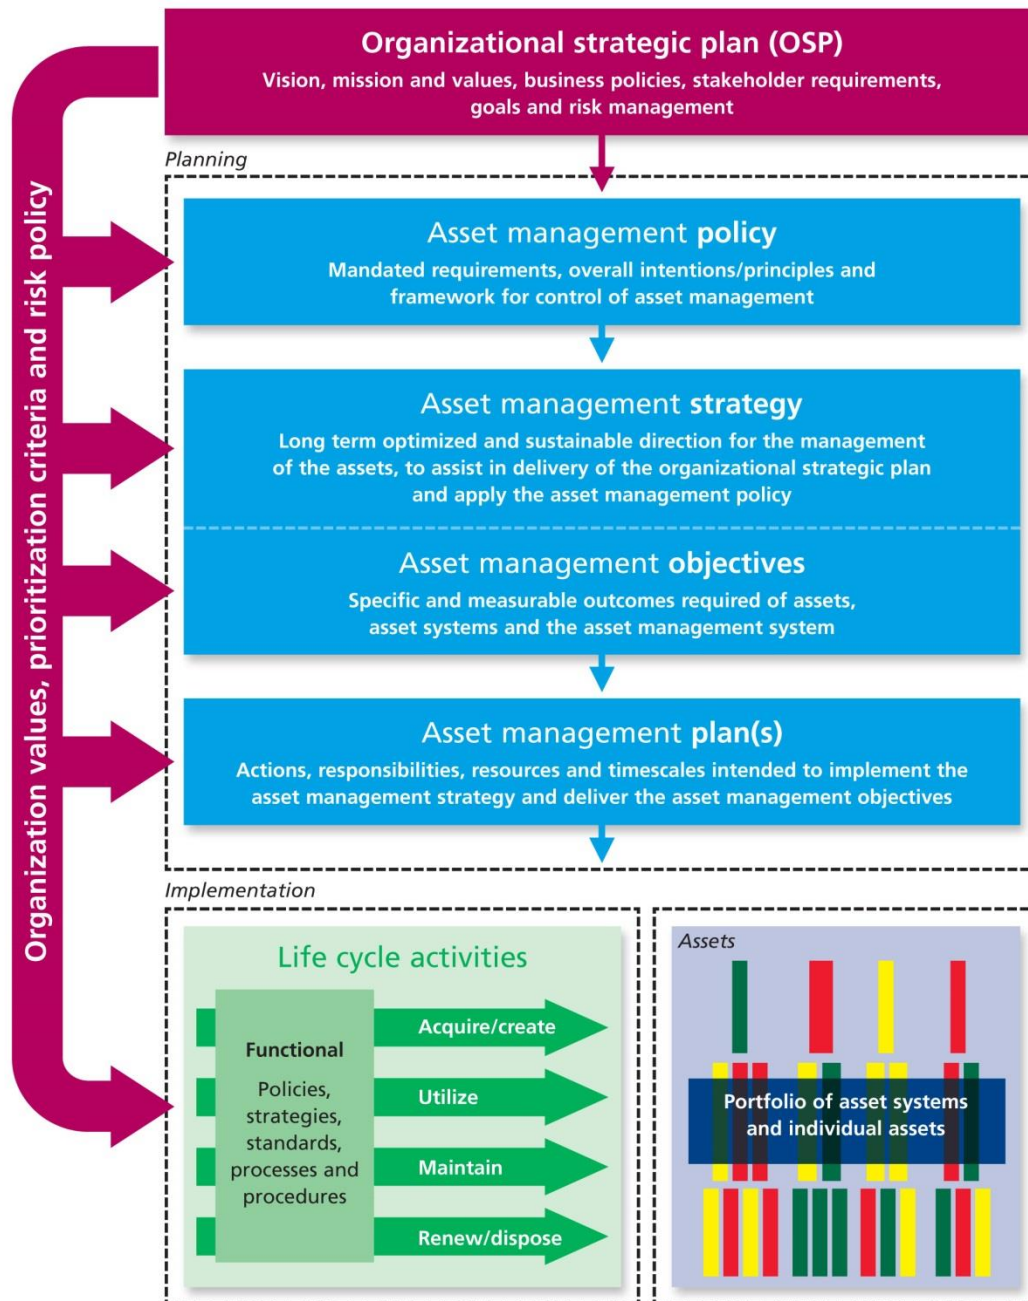 Organizational strategic plan (OSP)
Vision, mission and values, business policies, stakeholder requirements,
goals and risk management
Organization values, prioritization criteria and risk policy
Planning
Asset management policy
Mandated requirements, overall intentions/principles and
framework for control of asset management
Asset management strategy
Long term optimized and sustainable direction for the management
of the assets, to assist in delivery of the organizational strategic plan
and apply the asset management policy
Asset management objectives
Specific and measurable outcomes required of assets,
asset systems and the asset management system
Asset management plan(s)
Actions, responsibilities, resources and timescales intended to implement the
asset management strategy and deliver the asset management objectives
Implementation
Life cycle activities
Functional
Policies,
strategies,
standards,
processes and
procedures
Acquire/create
Utilize
Maintain
Renew/dispose
Assets
Portfolio of asset systems
and individual assets